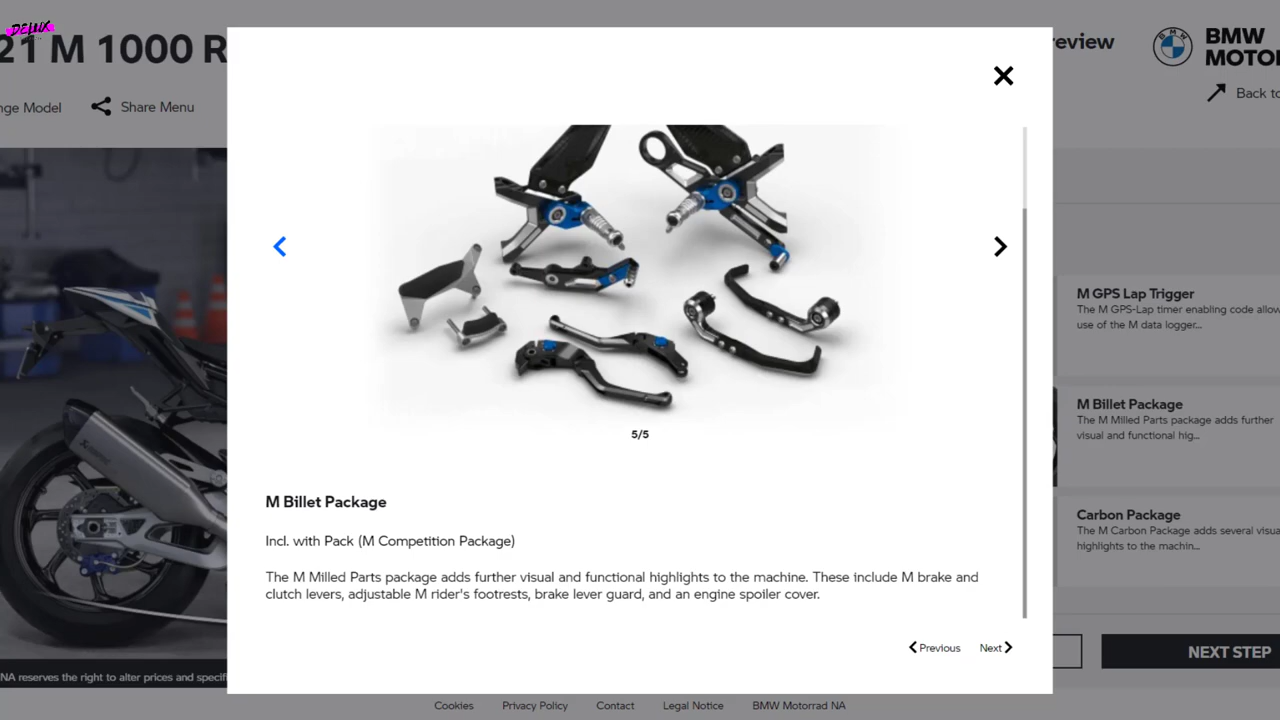 DELUX
21 M 1000 R
review
BMW
MOTOR
nge Model
Share Menu
Back to
5/5
M GPS Lap Trigger
The M GPS-Lap timer enabling code allow
use of the M data logger...
M Billet Package
The M Milled Parts package adds further
visual and functional hig...
Carbon Package
The M Carbon Package adds several visua
highlights to the machin...
M Billet Package
Incl. with Pack (M Competition Package)
The M Milled Parts package adds further visual and functional highlights to the machine. These include M brake and
clutch levers, adjustable M rider's footrests, brake lever guard, and an engine spoiler cover.
Previous
Next
NEXT STEP
NA reserves the right to alter prices and specifi
Cookies
Privacy Policy
Contact
Legal Notice
BMW Motorrad NA